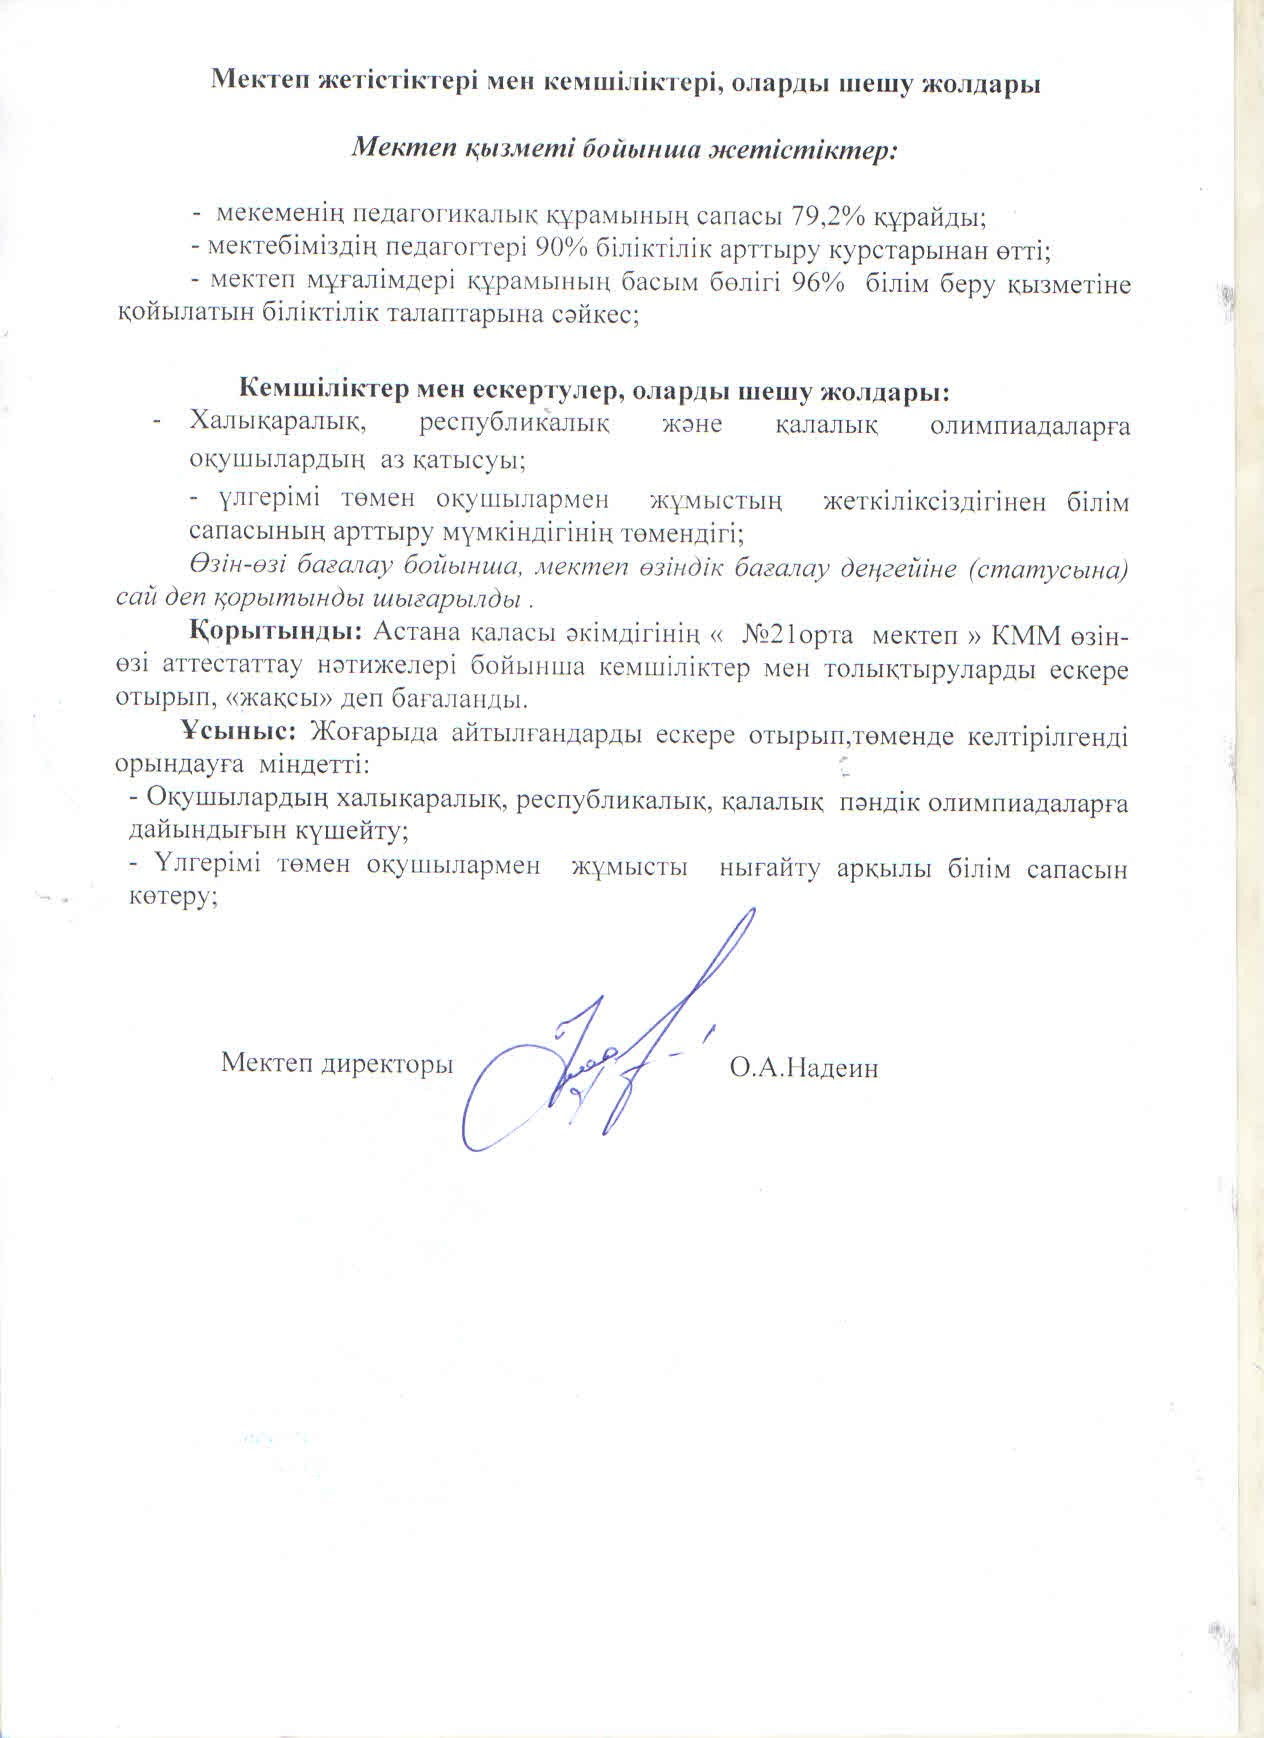 Мектеп жетістіктері мен кемшіліктері, оларды шешу жолдары
Мектеп қызметі бойынша жетістіктер:
- мекеменің педагогикалық құрамының сапасы 79,2% құрайды;
- мектебіміздің педагогтері 90% біліктілік арттыру курстарынан өтті;
- мектеп мұғалімдері құрамының басым бөлігі 96% білім беру қызметіне
қойылатын біліктілік талаптарына сәйкес;
Кемшіліктер мен ескертулер, оларды шешу жолдары:
- Халықаралық, республикалық және қалалық олимпиадаларға
оқушылардың аз қатысуы;
- үлгерімі төмен оқушылармен жұмыстың жеткіліксіздігінен білім
сапасының арттыру мүмкіндігінің төмендігі;
Өзін-өзі бағалау бойынша, мектеп өзіндік бағалау деңгейіне (статусына)
сай деп қорытынды шығарылды .
Қорытынды: Астана қаласы әкімдігінің « №21орта мектеп » КММ өзін-
өзі аттестаттау нәтижелері бойынша кемшіліктер мен толықтыруларды ескере
отырып, «жақсы» деп бағаланды.
Ұсыныс: Жоғарыда айтылғандарды ескере отырып,төменде келтірілгенді
орындауға міндетті:
- Оқушылардың халықаралық, республикалық, қалалық пәндік олимпиадаларға
дайындығын күшейту;
- Үлгерімі төмен оқушылармен жұмысты нығайту арқылы білім сапасын
көтеру;
Мектеп директоры О.А.Надеин